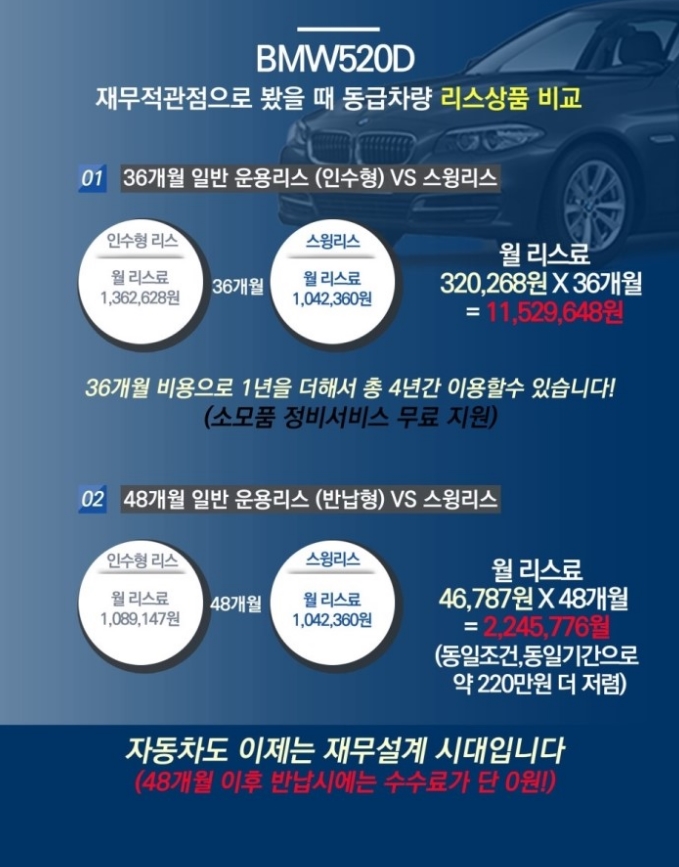 BMW520D
재무적관점으로 봤을 때 동급차량 리스상품 비교
01 36개월 일반 운용리스 (인수형) VS 스윙리스
인수형 리스
월 리스료
1,362,628원
36개월
스윙리스
월 리스료
1,042,360원
월 리스료
320,268원 X 36개월
= 11,529,648원
36개월 비용으로 1년을 더해서 총 4년간 이용할수 있습니다!
(소모품 정비서비스 무료 지원)
02 48개월 일반 운용리스 (반납형) VS 스윙리스
인수형 리스
월 리스료
1,089,147원
48개월
스윙리스
월 리스료
1,042,360원
월 리스료
46,787원 X 48개월
= 2,245,776월
(동일조건,동일기간으로
약 220만원 더 저렴)
자동차도 이제는 재무설계 시대입니다
(48개월 이후 반납시에는 수수료가 단 0원!)